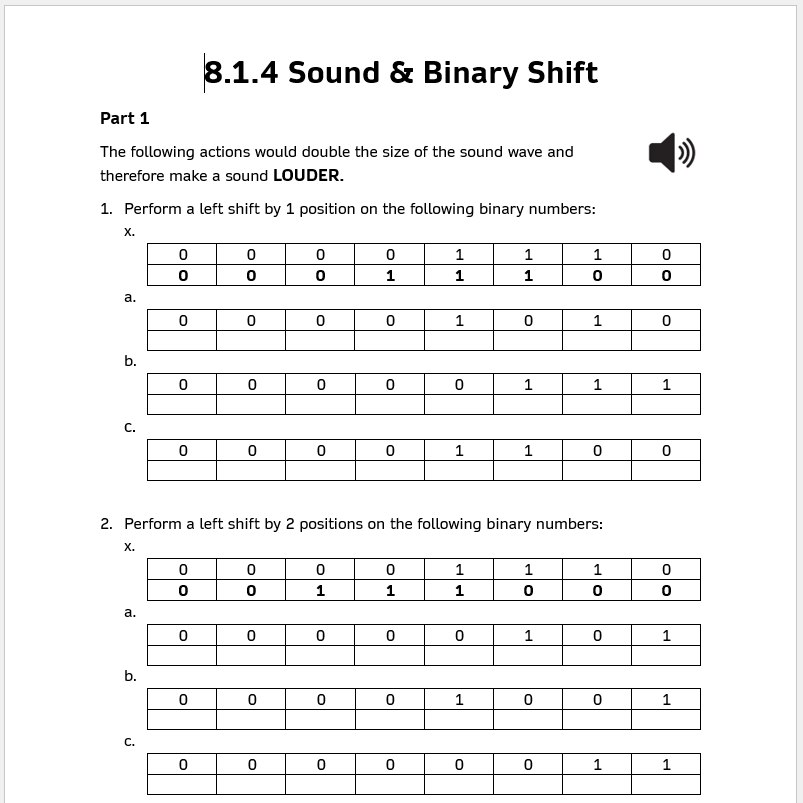 8.1.4 Sound & Binary Shift
Part 1
The following actions would double the size of the sound wave and
therefore make a sound LOUDER.
1. Perform a left shift by 1 position on the following binary numbers:
x.
0 0 0 0 1 1 1 0
0 0 0 1 1 1 0 0
a.
0 0 0 0 1 0 1 0
b.
0 0 0 0 0 1 1 1
c.
0 0 0 0 1 1 0 0
2. Perform a left shift by 2 positions on the following binary numbers:
x.
0 0 0 0 1 1 1 0
0 0 1 1 1 0 0 0
a.
0 0 0 0 0 1 0 1
b.
0 0 0 0 1 0 0 1
c.
0 0 0 0 0 0 1 1